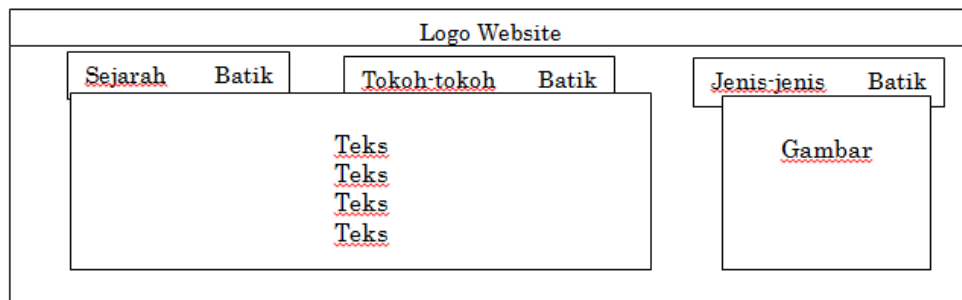 Logo Website
Sejarah Batik
Tokoh-tokoh Batik
Jenis-jenis Batik
Teks
Teks
Teks
Teks
Gambar